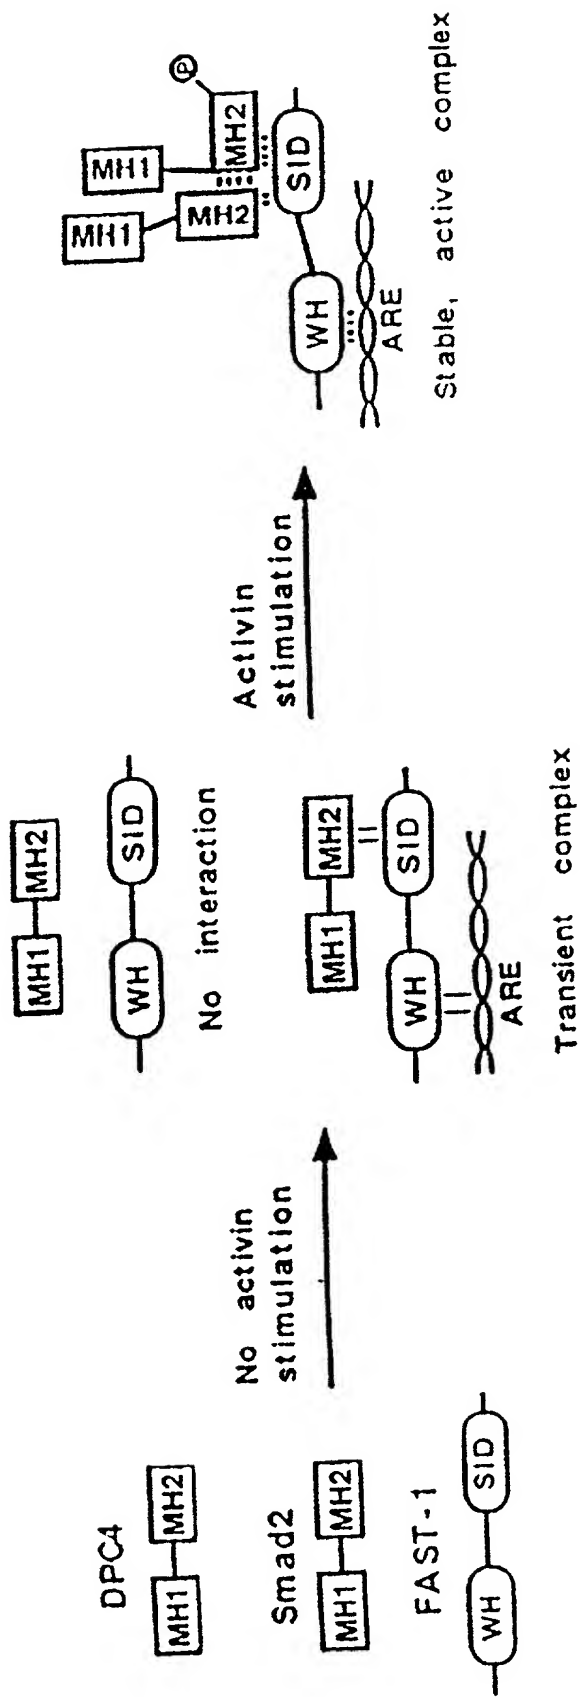 DPC4
MH1 MH2
Smad2
MH1 MH2
FAST-1
WH SID
No activin
stimulation
MH1 MH2
WH SID
No interaction
MH1 MH2
WH SID
ARE
Transient complex
Activin
stimulation
MH1 MH1
MH2 MH2 P
WH SID
ARE
Stable, active complex